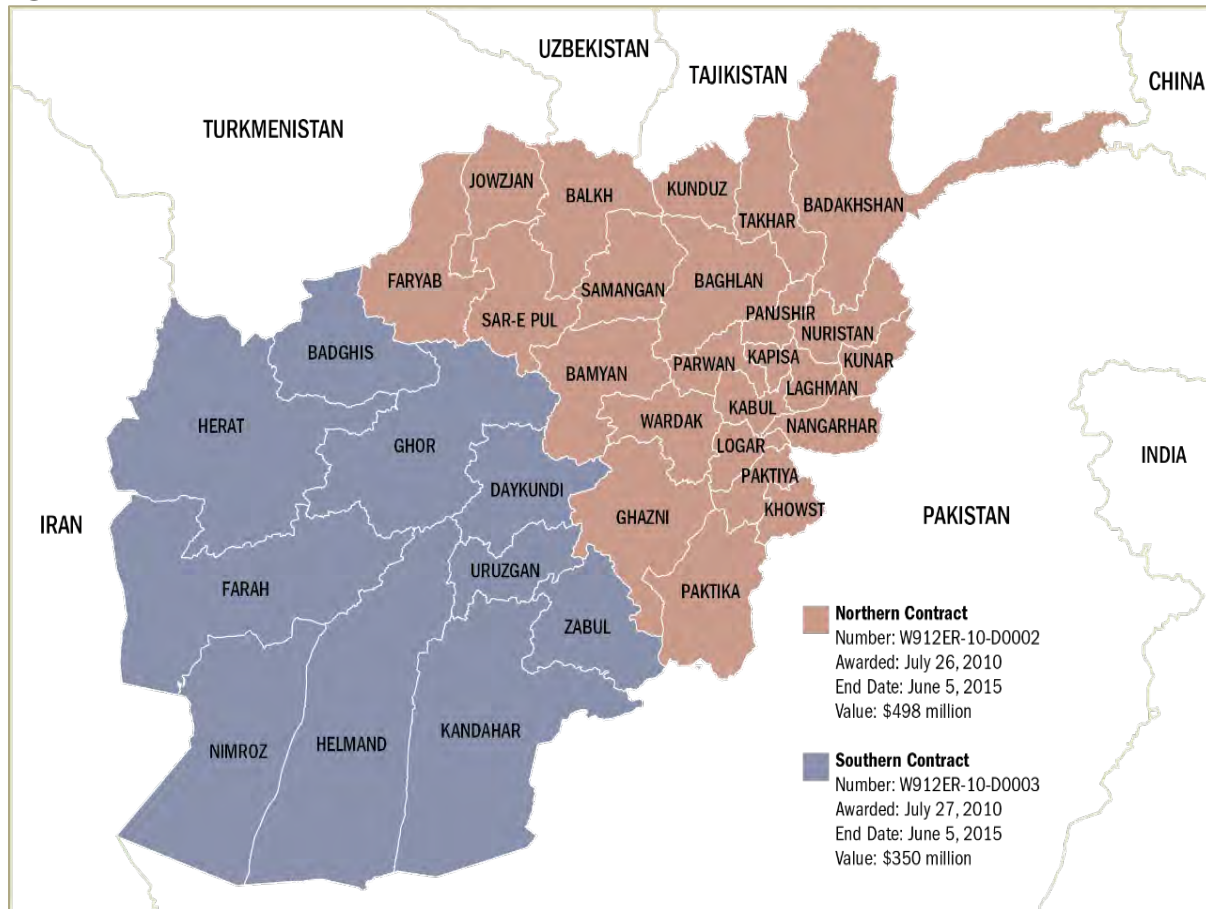 UZBEKISTAN
TAJIKISTAN
CHINA
TURKMENISTAN
JOWZJAN
BALKH
KUNDUZ
TAKHAR
BADAKHSHAN
FARYAB
SAMANGAN
BAGHLAN
SAR-E PUL
PANJSHIR
NURISTAN
BADGHIS
BAMYAN
PARWAN
KAPISA
KUNAR
LAGHMAN
HERAT
GHOR
WARDAK
KABUL
NANGARHAR
LOGAR
INDIA
DAYKUNDI
PAKTIYA
IRAN
GHAZNI
KHOWST
PAKISTAN
URUZGAN
FARAH
PAKTIKA
ZABUL
NIMROZ
HELMAND
KANDAHAR
Northern Contract
Number: W912ER-10-D0002
Awarded: July 26, 2010
End Date: June 5, 2015
Value: $498 million
Southern Contract
Number: W912ER-10-D0003
Awarded: July 27, 2010
End Date: June 5, 2015
Value: $350 million